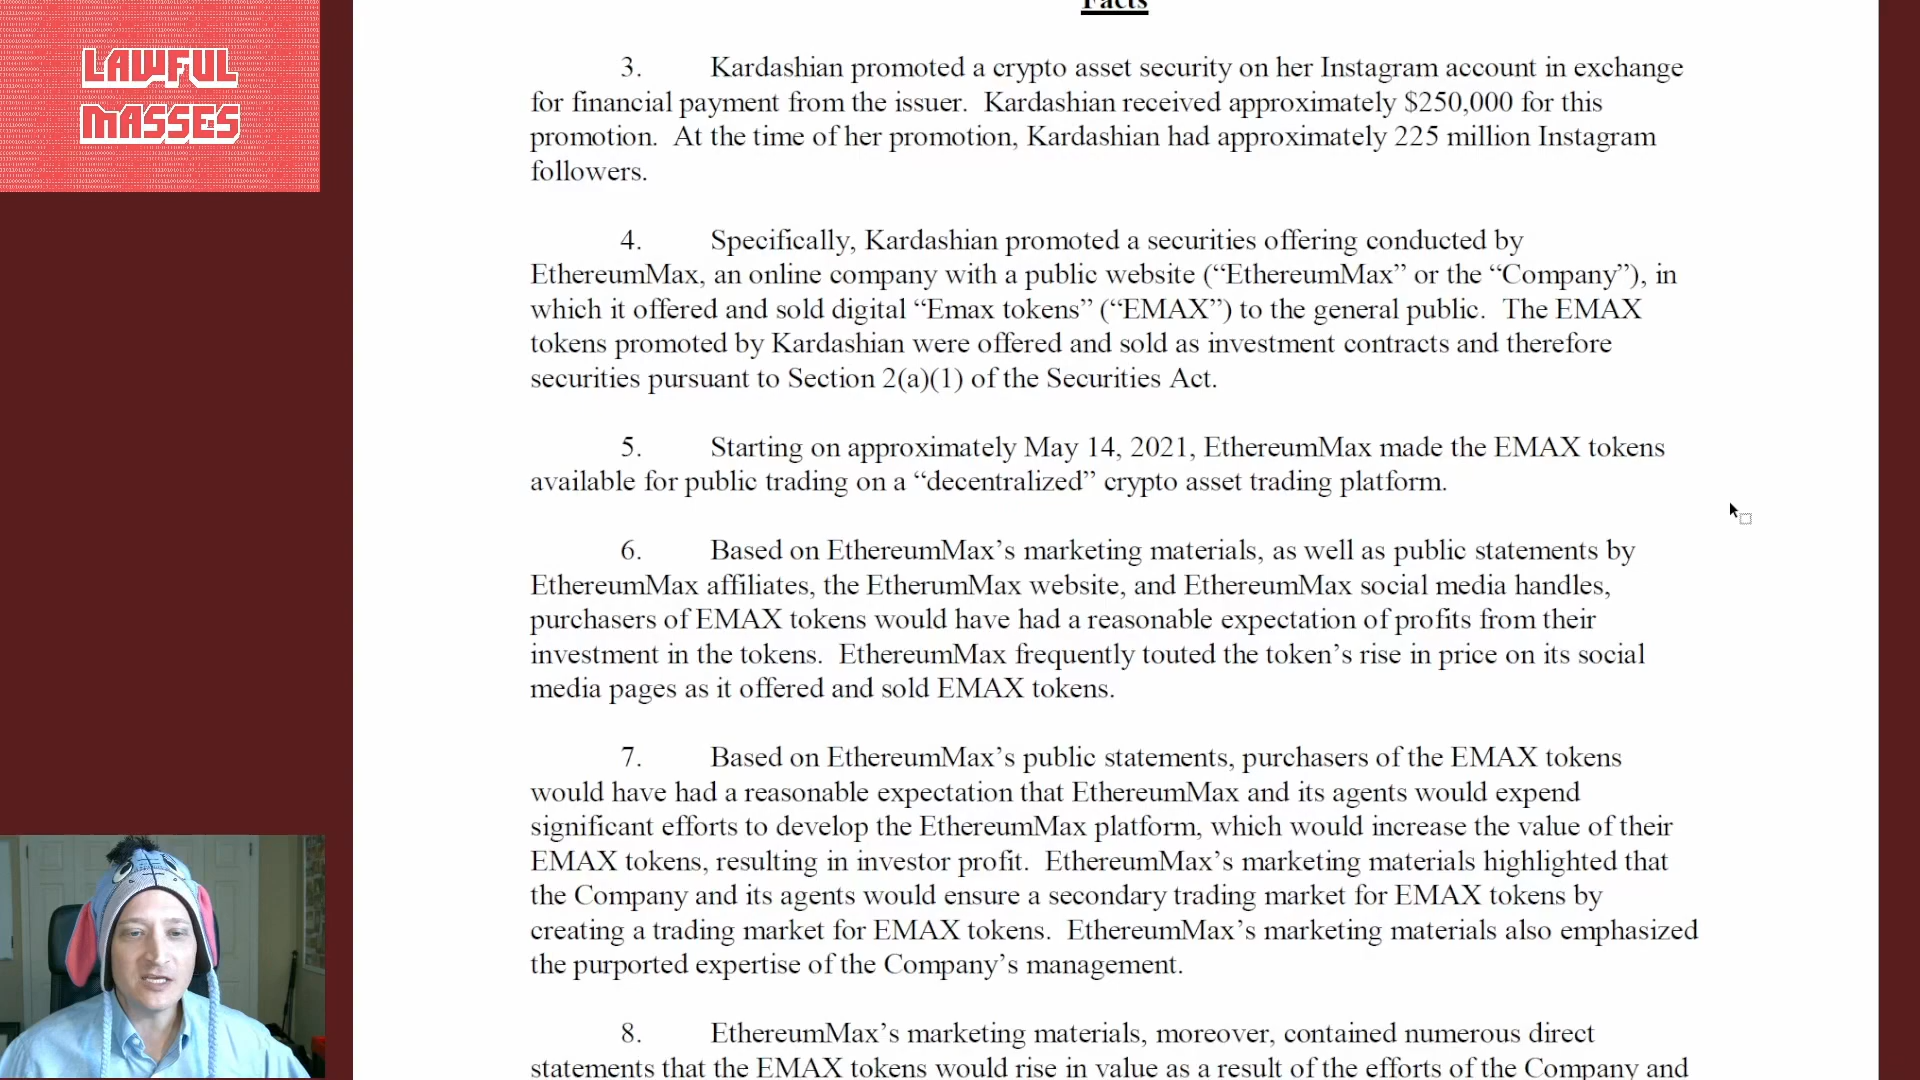 LAWFUL
MASSES
Facts
3. Kardashian promoted a crypto asset security on her Instagram account in exchange
for financial payment from the issuer. Kardashian received approximately $250,000 for this
promotion. At the time of her promotion, Kardashian had approximately 225 million Instagram
followers.
4. Specifically, Kardashian promoted a securities offering conducted by
EthereumMax, an online company with a public website (“EthereumMax” or the “Company”), in
which it offered and sold digital “Emax tokens” (“EMAX”) to the general public. The EMAX
tokens promoted by Kardashian were offered and sold as investment contracts and therefore
securities pursuant to Section 2(a)(1) of the Securities Act.
5. Starting on approximately May 14, 2021, EthereumMax made the EMAX tokens
available for public trading on a “decentralized” crypto asset trading platform.
6. Based on EthereumMax’s marketing materials, as well as public statements by
EthereumMax affiliates, the EtherumMax website, and EthereumMax social media handles,
purchasers of EMAX tokens would have had a reasonable expectation of profits from their
investment in the tokens. EthereumMax frequently touted the token’s rise in price on its social
media pages as it offered and sold EMAX tokens.
7. Based on EthereumMax’s public statements, purchasers of the EMAX tokens
would have had a reasonable expectation that EthereumMax and its agents would expend
significant efforts to develop the EthereumMax platform, which would increase the value of their
EMAX tokens, resulting in investor profit. EthereumMax’s marketing materials highlighted that
the Company and its agents would ensure a secondary trading market for EMAX tokens by
creating a trading market for EMAX tokens. EthereumMax’s marketing materials also emphasized
the purported expertise of the Company’s management.
8. EthereumMax’s marketing materials, moreover, contained numerous direct
statements that the EMAX tokens would rise in value as a result of the efforts of the Company and